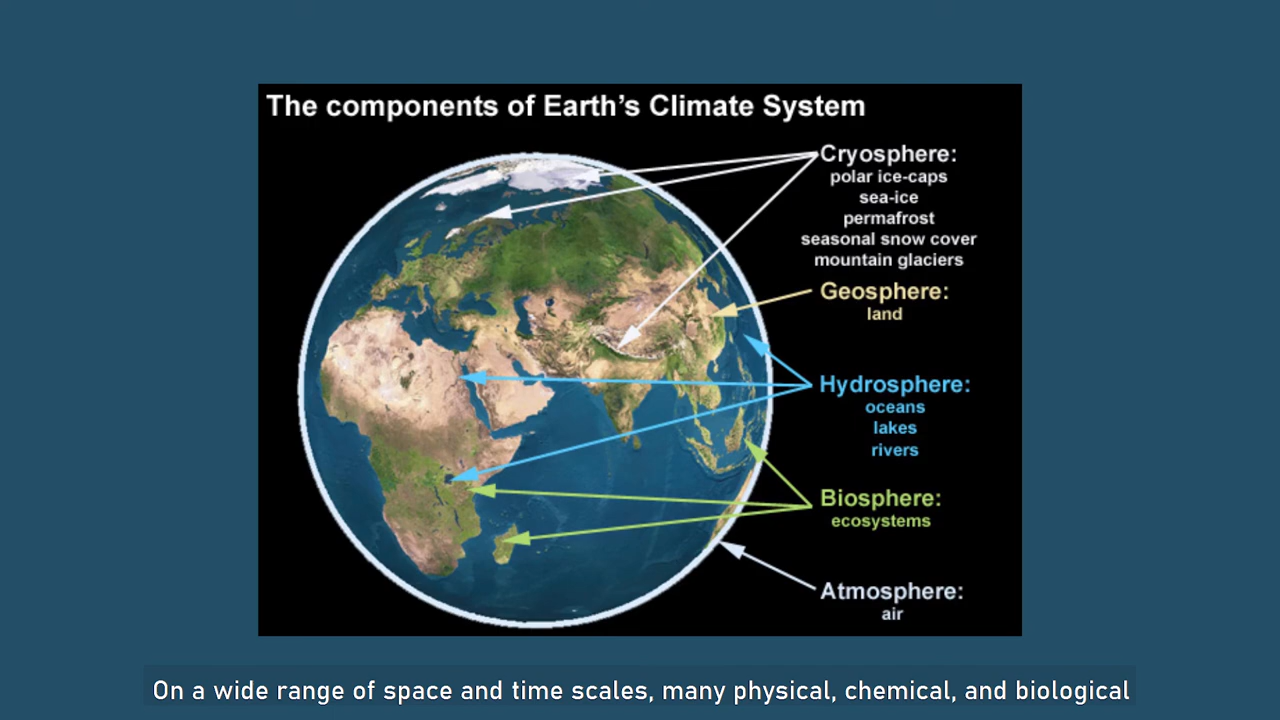 The components of Earth's Climate System
Cryosphere:
polar ice-caps
sea-ice
permafrost
seasonal snow cover
mountain glaciers
Geosphere:
land
Hydrosphere:
oceans
lakes
rivers
Biosphere:
ecosystems
Atmosphere:
air
On a wide range of space and time scales, many physical, chemical, and biological